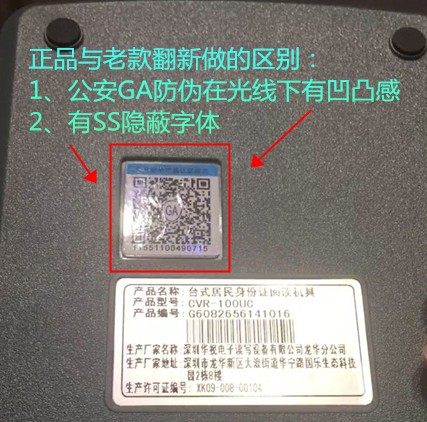 正品与老款翻新做的区别：
1、公安GA防伪在光线下有凹凸感
2、有SS隐蔽字体
GA
1551100490715
产品名称: 台式居民身份证阅读机具
产品型号: CVR-100UC
产品编号: G6082656141016
生产厂家名称: 深圳华视电子读写设备有限公司龙华分公司
生产厂家地址: 深圳市龙华新区大浪街道华宁路国乐生态科技
园2栋8楼
生产许可证编号: XK09-008-00104